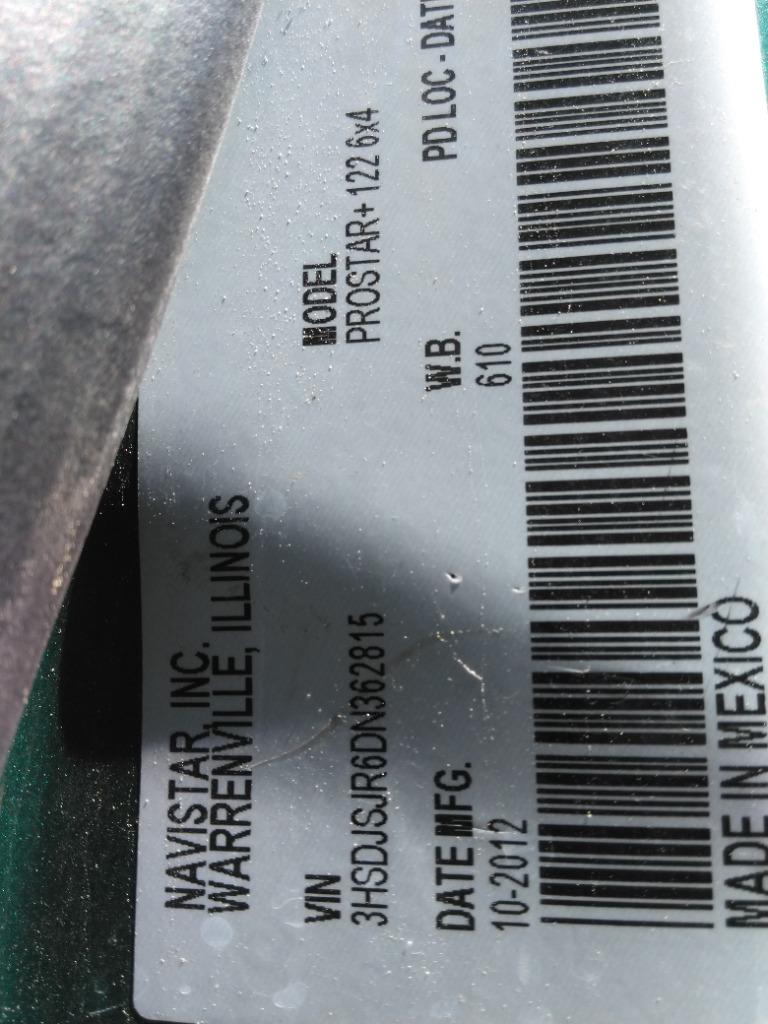 NAVISTAR, INC.
WARRENVILLE, ILLINOIS
VIN
3HSDJSJR6DN362815
MODEL
PROSTAR+ 122 6x4
DATE MFG.
10-2012
W.B.
610
PD LOC - DATE
MADE IN MEXICO